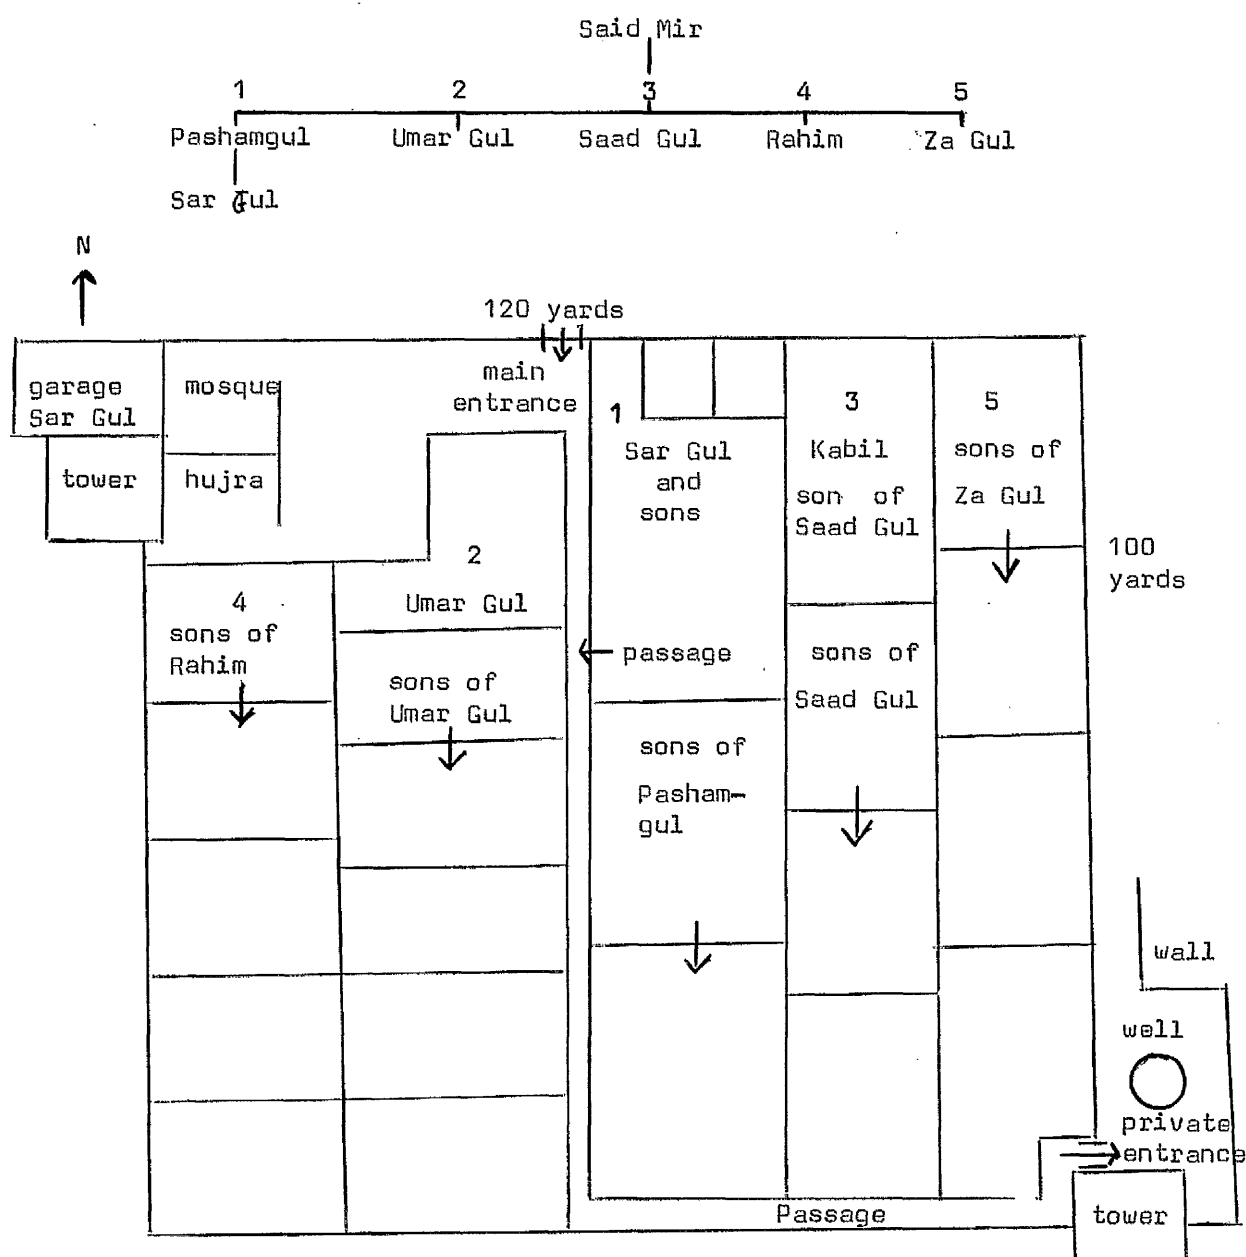 Said Mir
1 2 3 4 5
Pashamgul Umar Gul Saad Gul Rahim Za Gul
Sar Gul
N
120 yards
main
entrance
garage
Sar Gul
mosque
tower
hujra
1
Sar Gul
and
sons
3
Kabil
son of
Saad Gul
5
sons of
Za Gul
100
yards
2
Umar Gul
4
sons of
Rahim
passage
sons of
Umar Gul
sons of
Saad Gul
sons of
Pasham-
gul
wall
well
private
entrance
Passage
tower